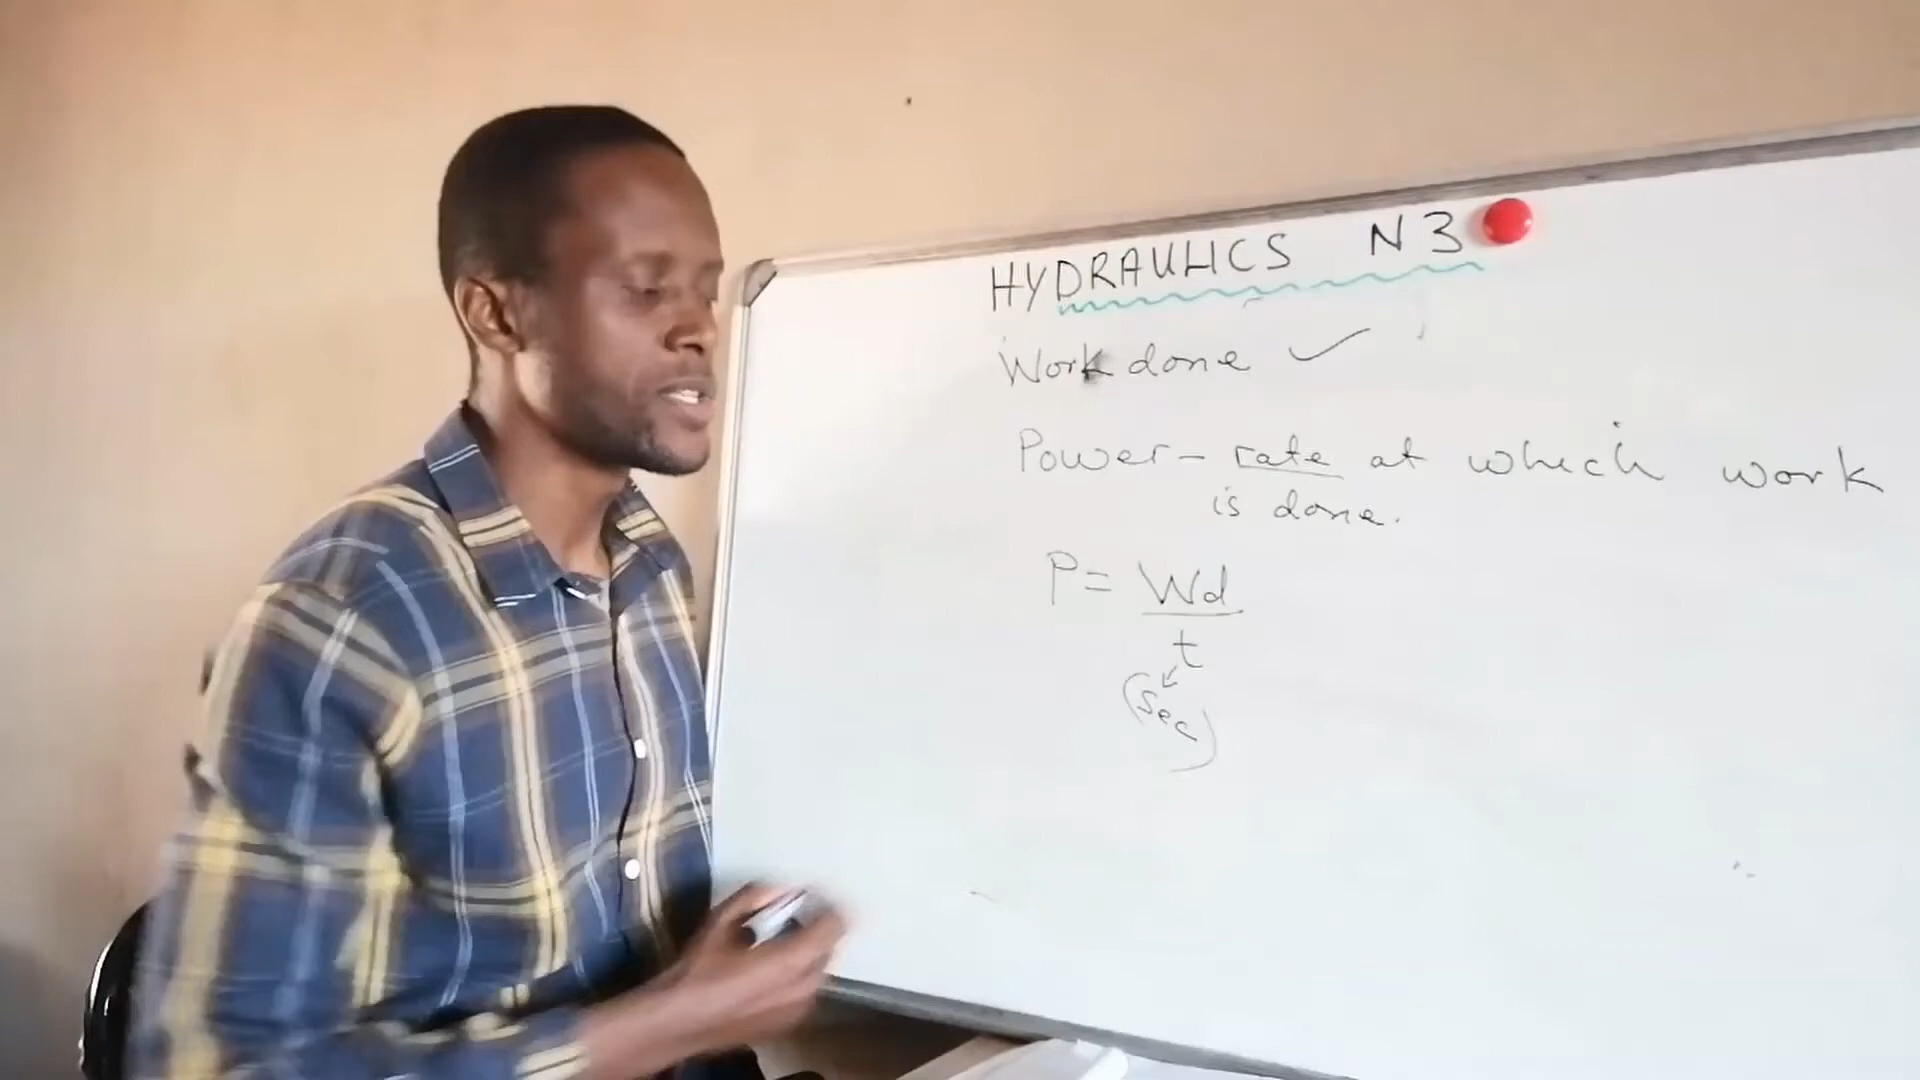 HYDRAULICS N3
Work done ✓
Power - rate at which work
is done.
P = Wd
t
(sec)